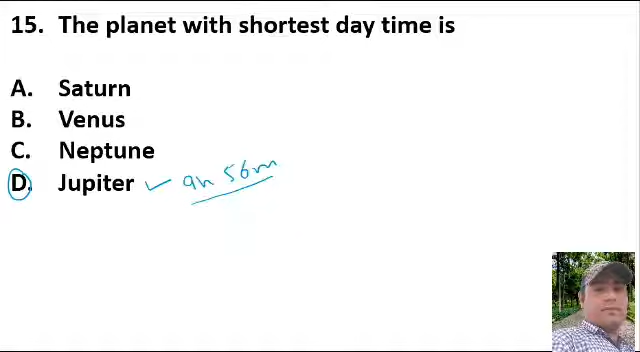 15. The planet with shortest day time is
A. Saturn
B. Venus
C. Neptune
D. Jupiter ✓ 9h 56m